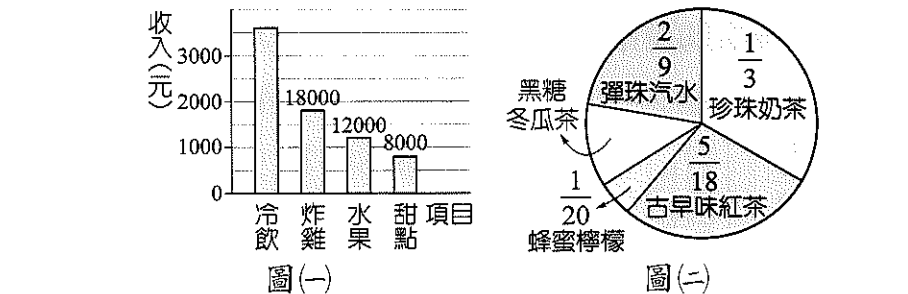 收入(元)
3000
2000
1000
0
18000
12000
8000
冷飲 炸雞 水果 甜點 項目
圖(一)
2/9
彈珠汽水
1/3
珍珠奶茶
黑糖
冬瓜茶
5/18
古早味紅茶
1/20
蜂蜜檸檬
圖(二)